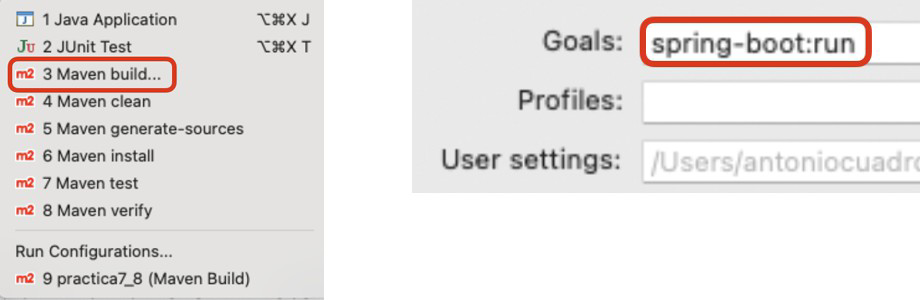 1 Java Application ⌥⌘X J
Ju 2 JUnit Test ⌥⌘X T
m2 3 Maven build...
m2 4 Maven clean
m2 5 Maven generate-sources
m2 6 Maven install
m2 7 Maven test
m2 8 Maven verify
Run Configurations...
m2 9 practica7_8 (Maven Build)
Goals: spring-boot:run
Profiles:
User settings: /Users/antoniocuadro